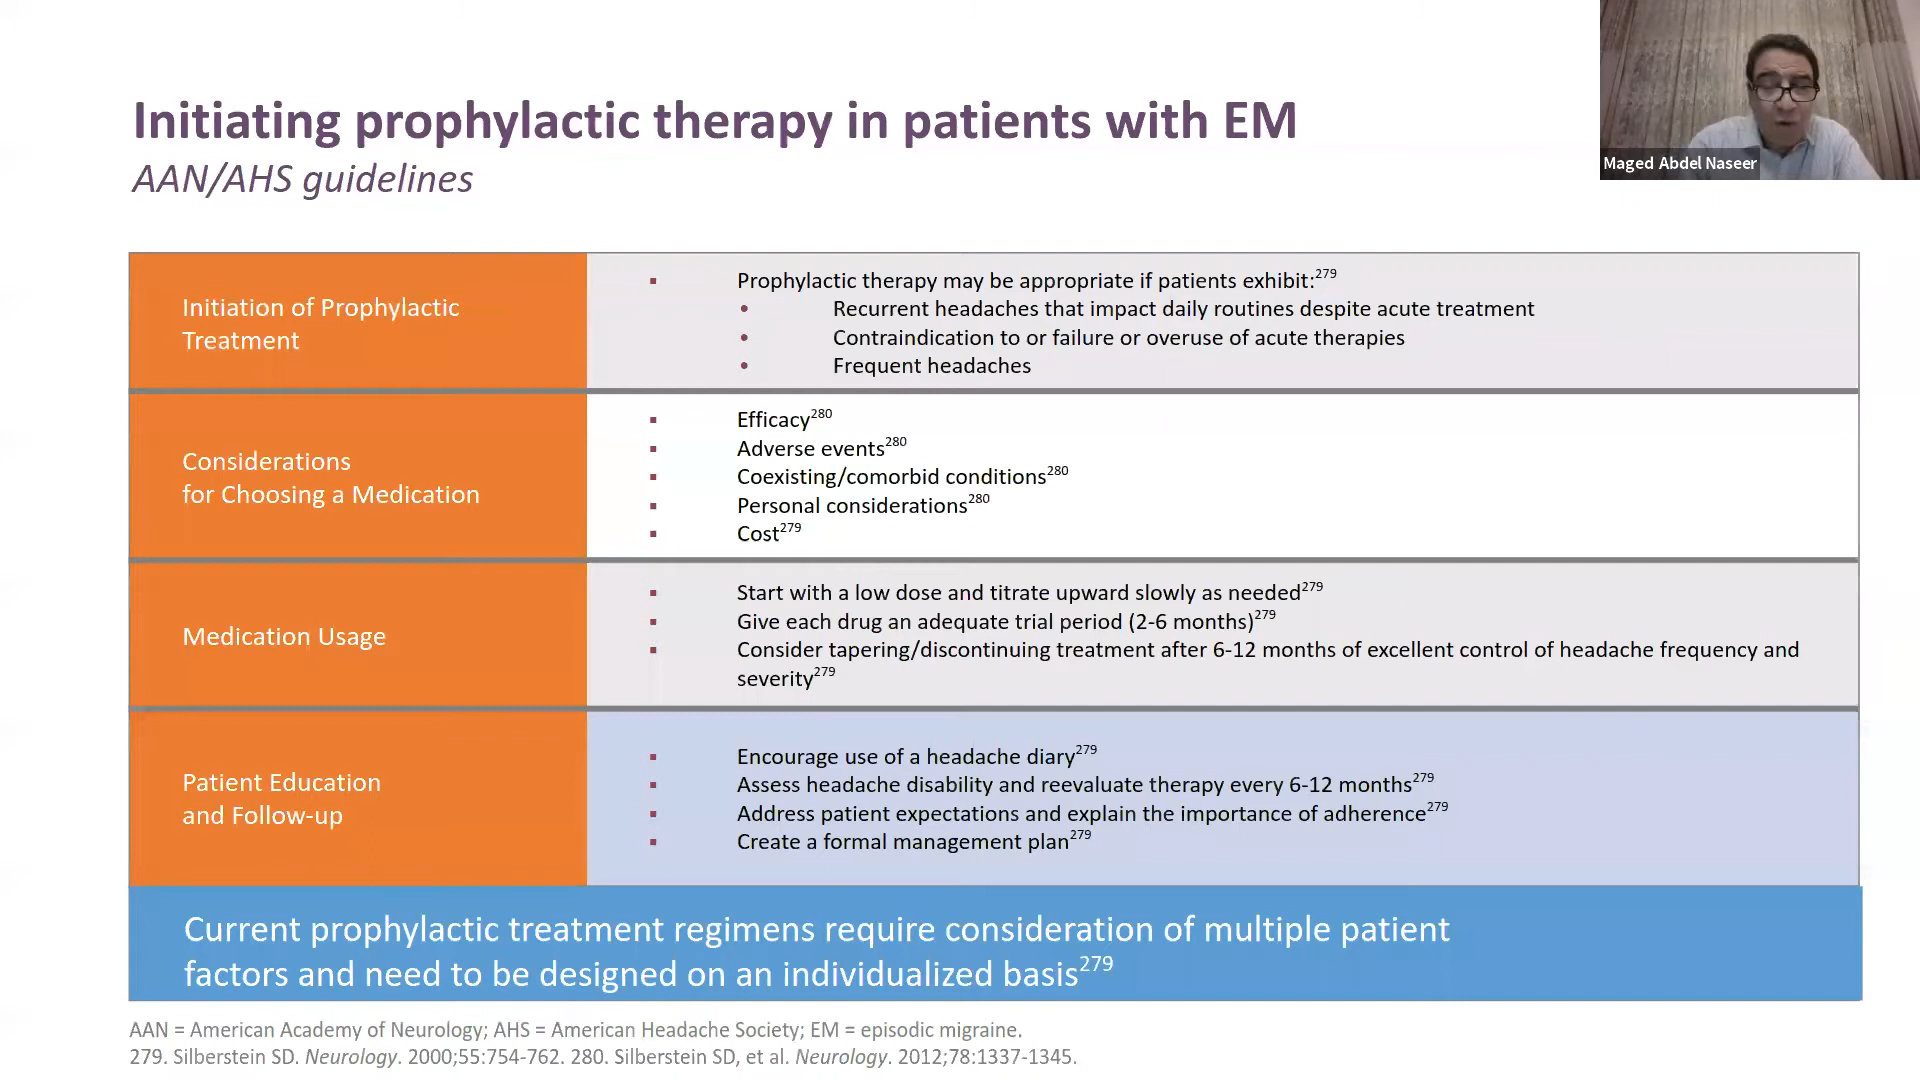 Maged Abdel Naseer
Initiating prophylactic therapy in patients with EM
AAN/AHS guidelines
Initiation of Prophylactic
Treatment
▪ Prophylactic therapy may be appropriate if patients exhibit:279
• Recurrent headaches that impact daily routines despite acute treatment
• Contraindication to or failure or overuse of acute therapies
• Frequent headaches
Considerations
for Choosing a Medication
▪ Efficacy280
▪ Adverse events280
▪ Coexisting/comorbid conditions280
▪ Personal considerations280
▪ Cost279
Medication Usage
▪ Start with a low dose and titrate upward slowly as needed279
▪ Give each drug an adequate trial period (2-6 months)279
▪ Consider tapering/discontinuing treatment after 6-12 months of excellent control of headache frequency and
severity279
Patient Education
and Follow-up
▪ Encourage use of a headache diary279
▪ Assess headache disability and reevaluate therapy every 6-12 months279
▪ Address patient expectations and explain the importance of adherence279
▪ Create a formal management plan279
Current prophylactic treatment regimens require consideration of multiple patient
factors and need to be designed on an individualized basis279
AAN = American Academy of Neurology; AHS = American Headache Society; EM = episodic migraine.
279. Silberstein SD. Neurology. 2000;55:754-762. 280. Silberstein SD, et al. Neurology. 2012;78:1337-1345.